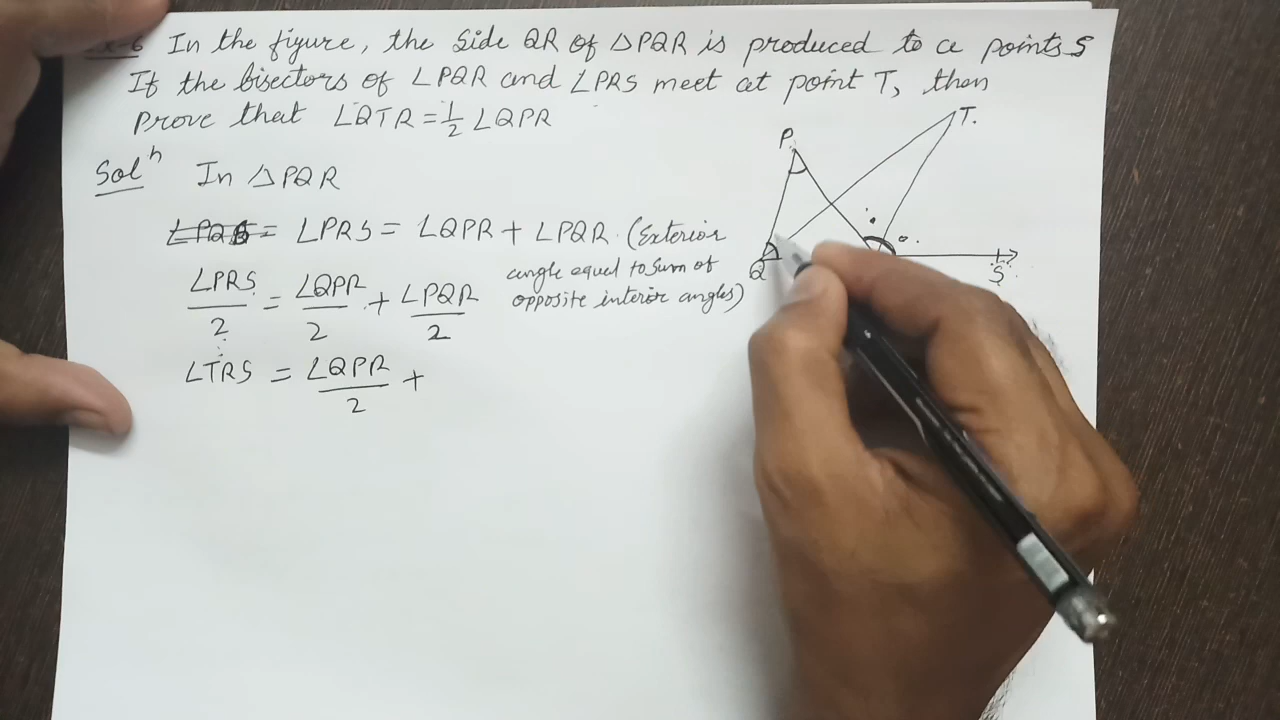 In the figure, the side QR of △PQR is produced to a points S
If the bisectors of ∠PQR and ∠PRS meet at point T, then
Prove that ∠QTR = 1/2 ∠QPR
Solⁿ In △PQR
= ∠PRS = ∠QPR + ∠PQR. (Exterior
angle equal to sum of
opposite interior angles)
∠PRS/2 = ∠QPR/2 + ∠PQR/2
∠TRS = ∠QPR/2 +
P
T.
Q
S